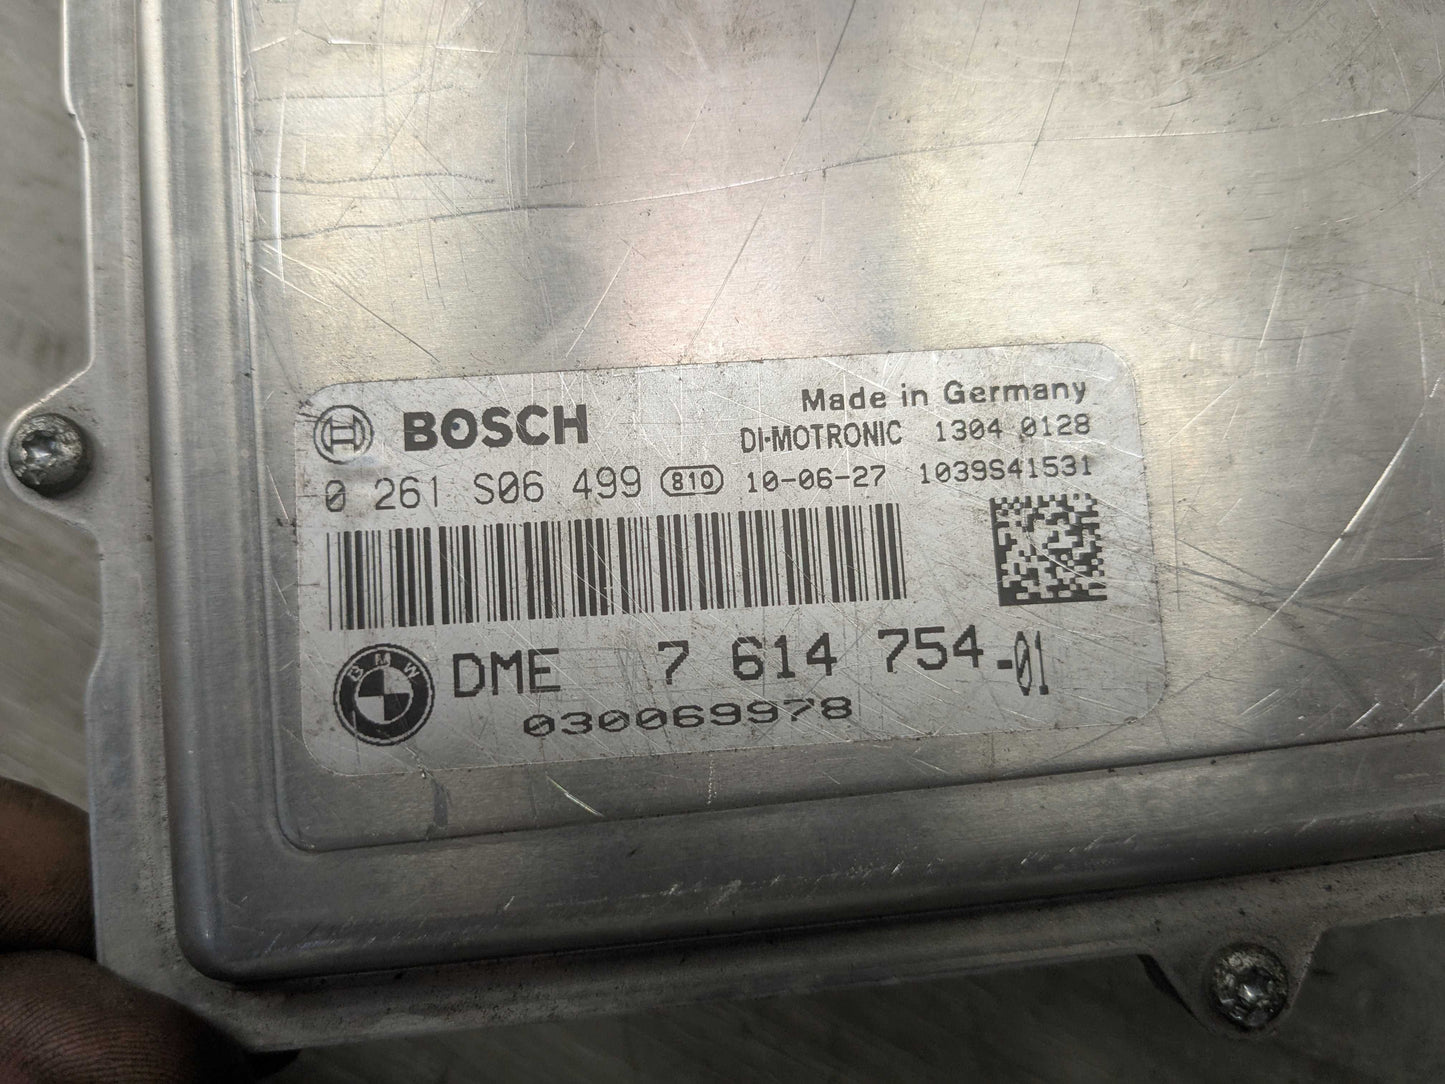 BOSCH
Made in Germany
DI-MOTRONIC 1304 0128
0 261 S06 499 810 10-06-27 1039S41531
BMW
DME 7 614 754-01
030069978